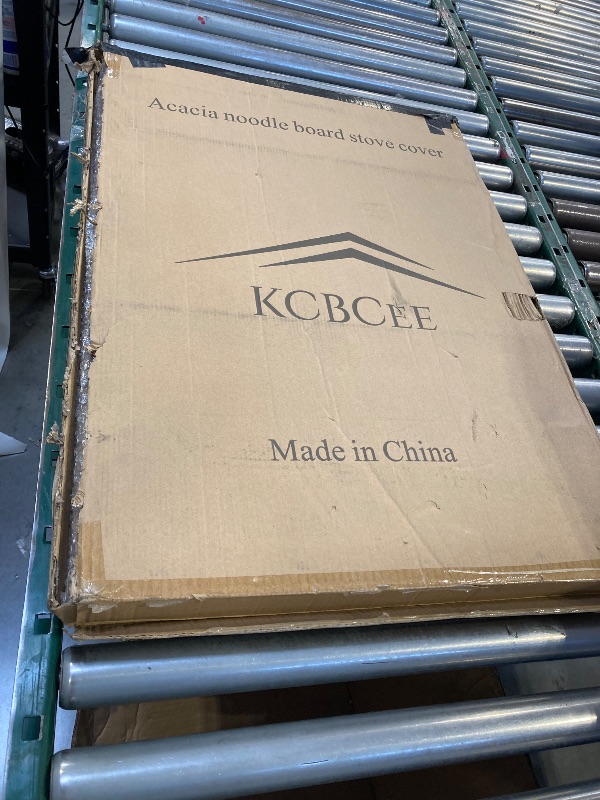 Acacia noodle board stove cover
KCBCEE
Made in China